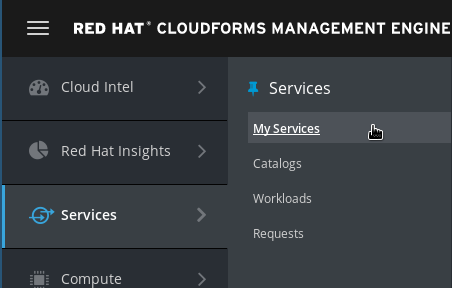 RED HAT® CLOUDFORMS MANAGEMENT ENGINE
Cloud Intel
Red Hat Insights
Services
Compute
Services
My Services
Catalogs
Workloads
Requests